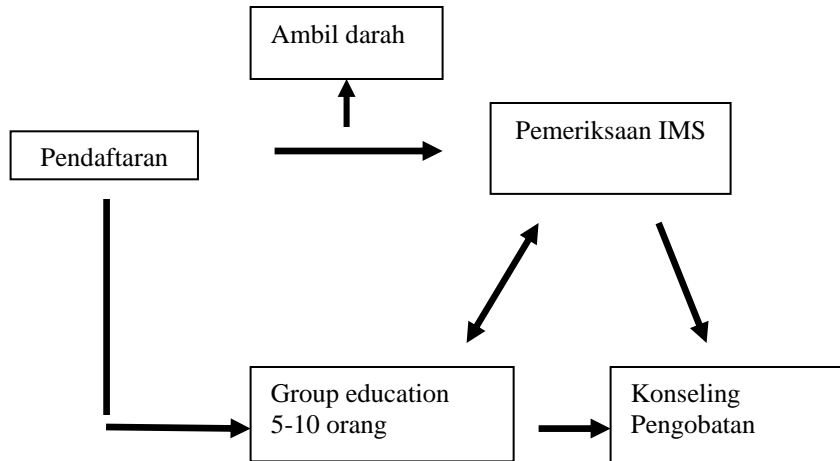 Ambil darah
Pemeriksaan IMS
Pendaftaran
Group education
5-10 orang
Konseling
Pengobatan